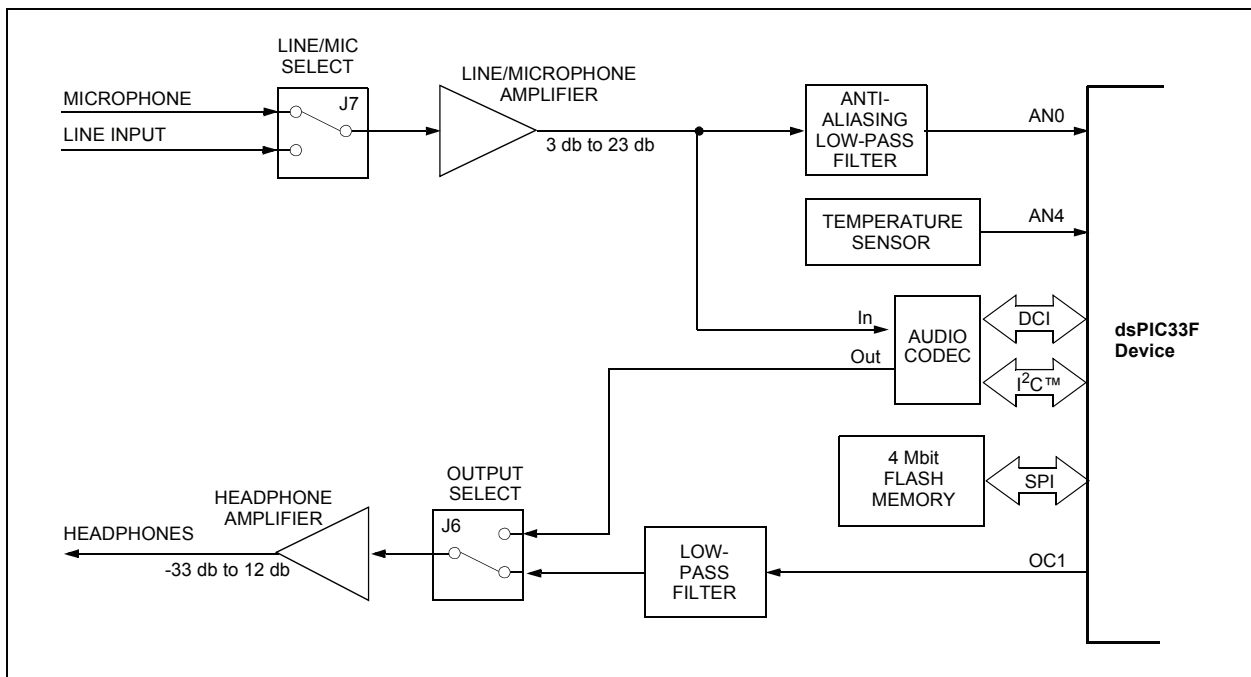 LINE/MIC
SELECT
MICROPHONE
LINE INPUT
J7
LINE/MICROPHONE
AMPLIFIER
3 db to 23 db
ANTI-
ALIASING
LOW-PASS
FILTER
AN0
TEMPERATURE
SENSOR
AN4
In
Out
AUDIO
CODEC
DCI
I²C™
dsPIC33F
Device
4 Mbit
FLASH
MEMORY
SPI
OUTPUT
SELECT
J6
HEADPHONE
AMPLIFIER
HEADPHONES
-33 db to 12 db
LOW-
PASS
FILTER
OC1